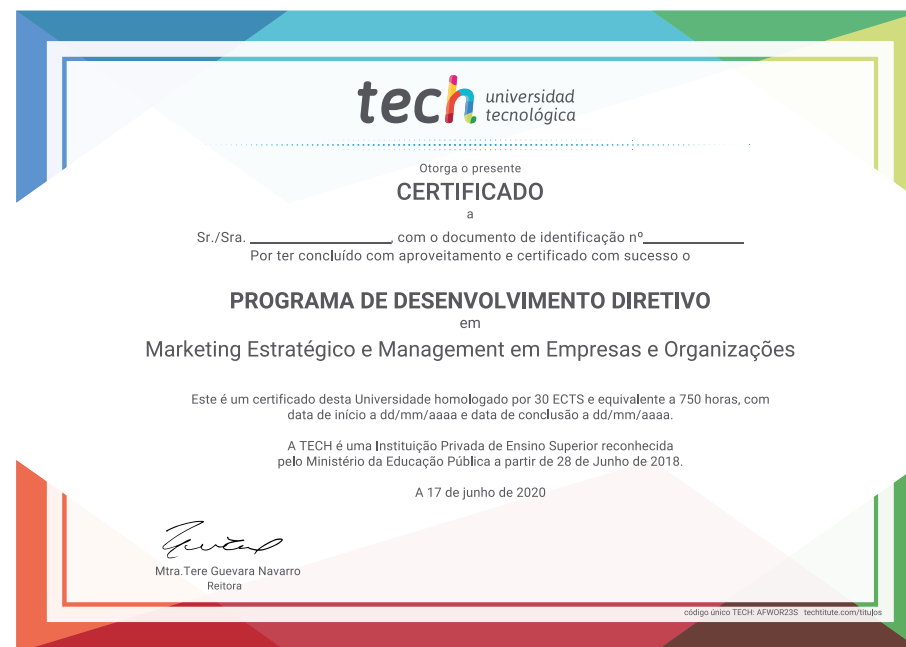 tech universidad
tecnológica
Otorga o presente
CERTIFICADO
a
Sr./Sra. ____________________, com o documento de identificação nº______________
Por ter concluído com aproveitamento e certificado com sucesso o
PROGRAMA DE DESENVOLVIMENTO DIRETIVO
em
Marketing Estratégico e Management em Empresas e Organizações
Este é um certificado desta Universidade homologado por 30 ECTS e equivalente a 750 horas, com
data de início a dd/mm/aaaa e data de conclusão a dd/mm/aaaa.
A TECH é uma Instituição Privada de Ensino Superior reconhecida
pelo Ministério da Educação Pública a partir de 28 de Junho de 2018.
A 17 de junho de 2020
Mtra.Tere Guevara Navarro
Reitora
código único TECH: AFWOR23S techtitute.com/titulos